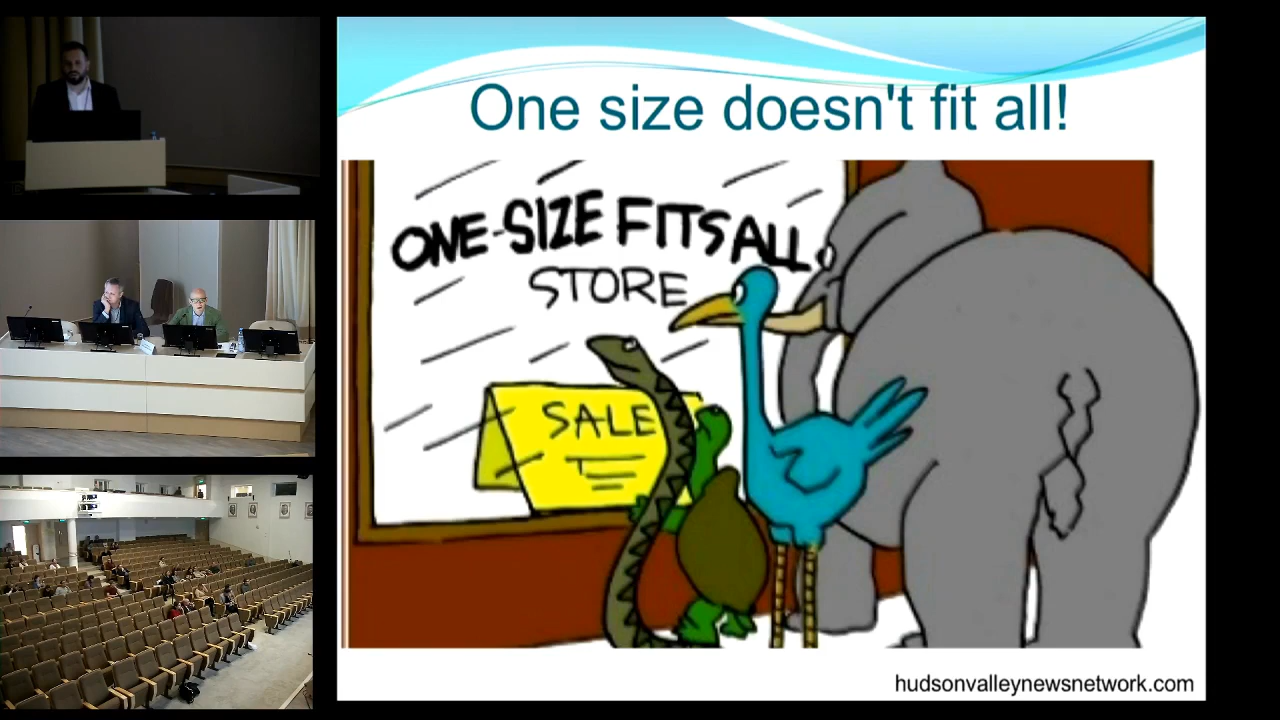 One size doesn't fit all!
ONE-SIZE FITS ALL
STORE
SALE
hudsonvalleynewsnetwork.com